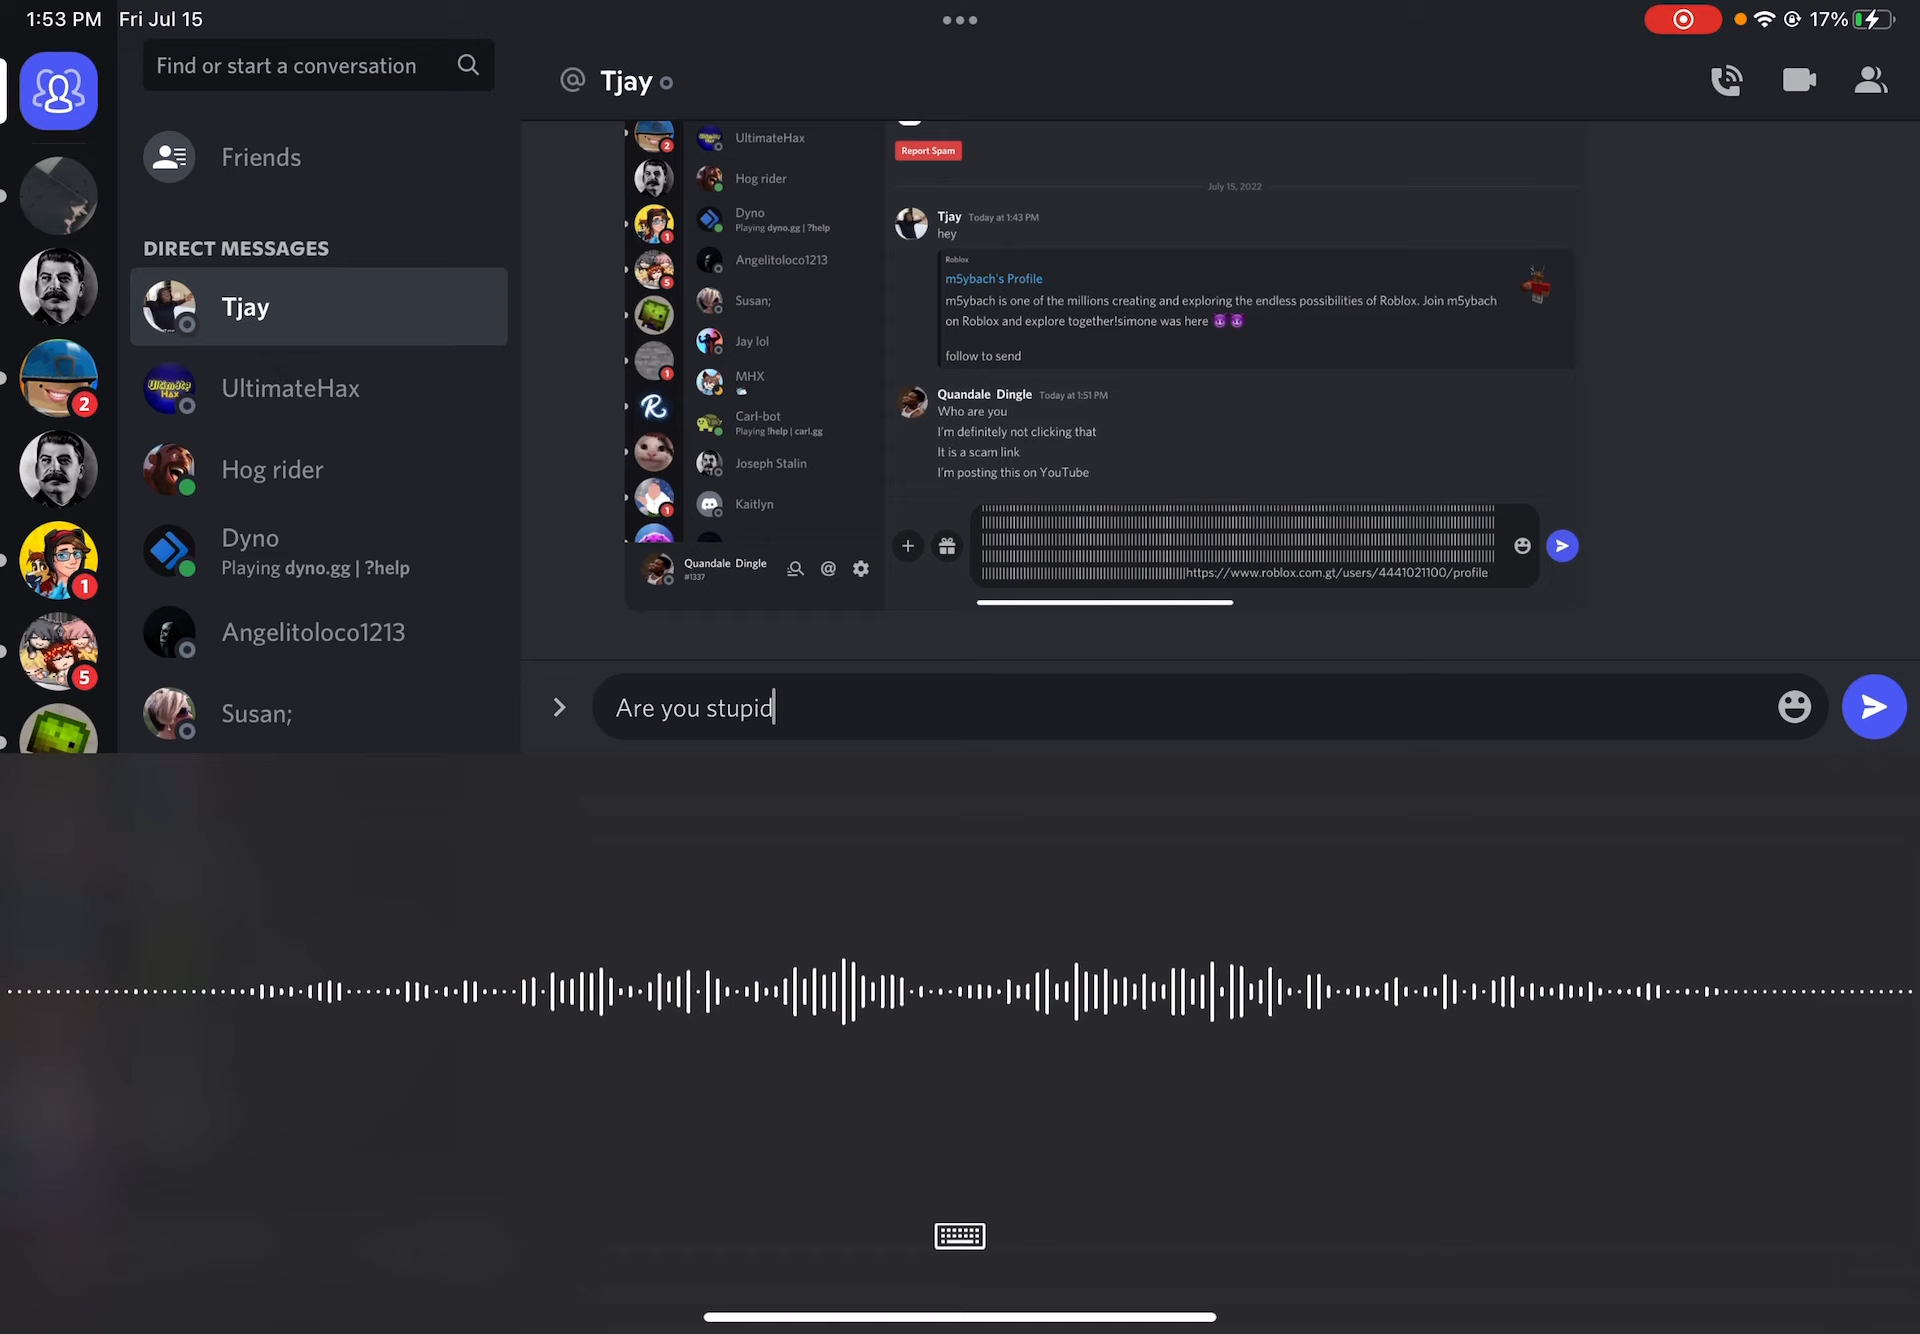 1:53 PM Fri Jul 15
17%
Find or start a conversation
Friends
DIRECT MESSAGES
Tjay
UltimateHax
Hog rider
Dyno
Playing dyno.gg | ?help
Angelitoloco1213
Susan;
2
1
5
@ Tjay
2
1
5
1
1
R
UltimateHax
Hog rider
Dyno
Playing dyno.gg | ?help
Angelitoloco1213
Susan;
Jay lol
MHX
Carl-bot
Playing !help | carl.gg
Joseph Stalin
Kaitlyn
Quandale Dingle
#1337
Report Spam
July 15, 2022
Tjay Today at 1:43 PM
hey
Roblox
m5ybach's Profile
m5ybach is one of the millions creating and exploring the endless possibilities of Roblox. Join m5ybach
on Roblox and explore together!simone was here 😈 😈
follow to send
Quandale Dingle Today at 1:51 PM
Who are you
I'm definitely not clicking that
It is a scam link
I'm posting this on YouTube
https://www.roblox.com.gt/users/4441021100/profile
Are you stupid